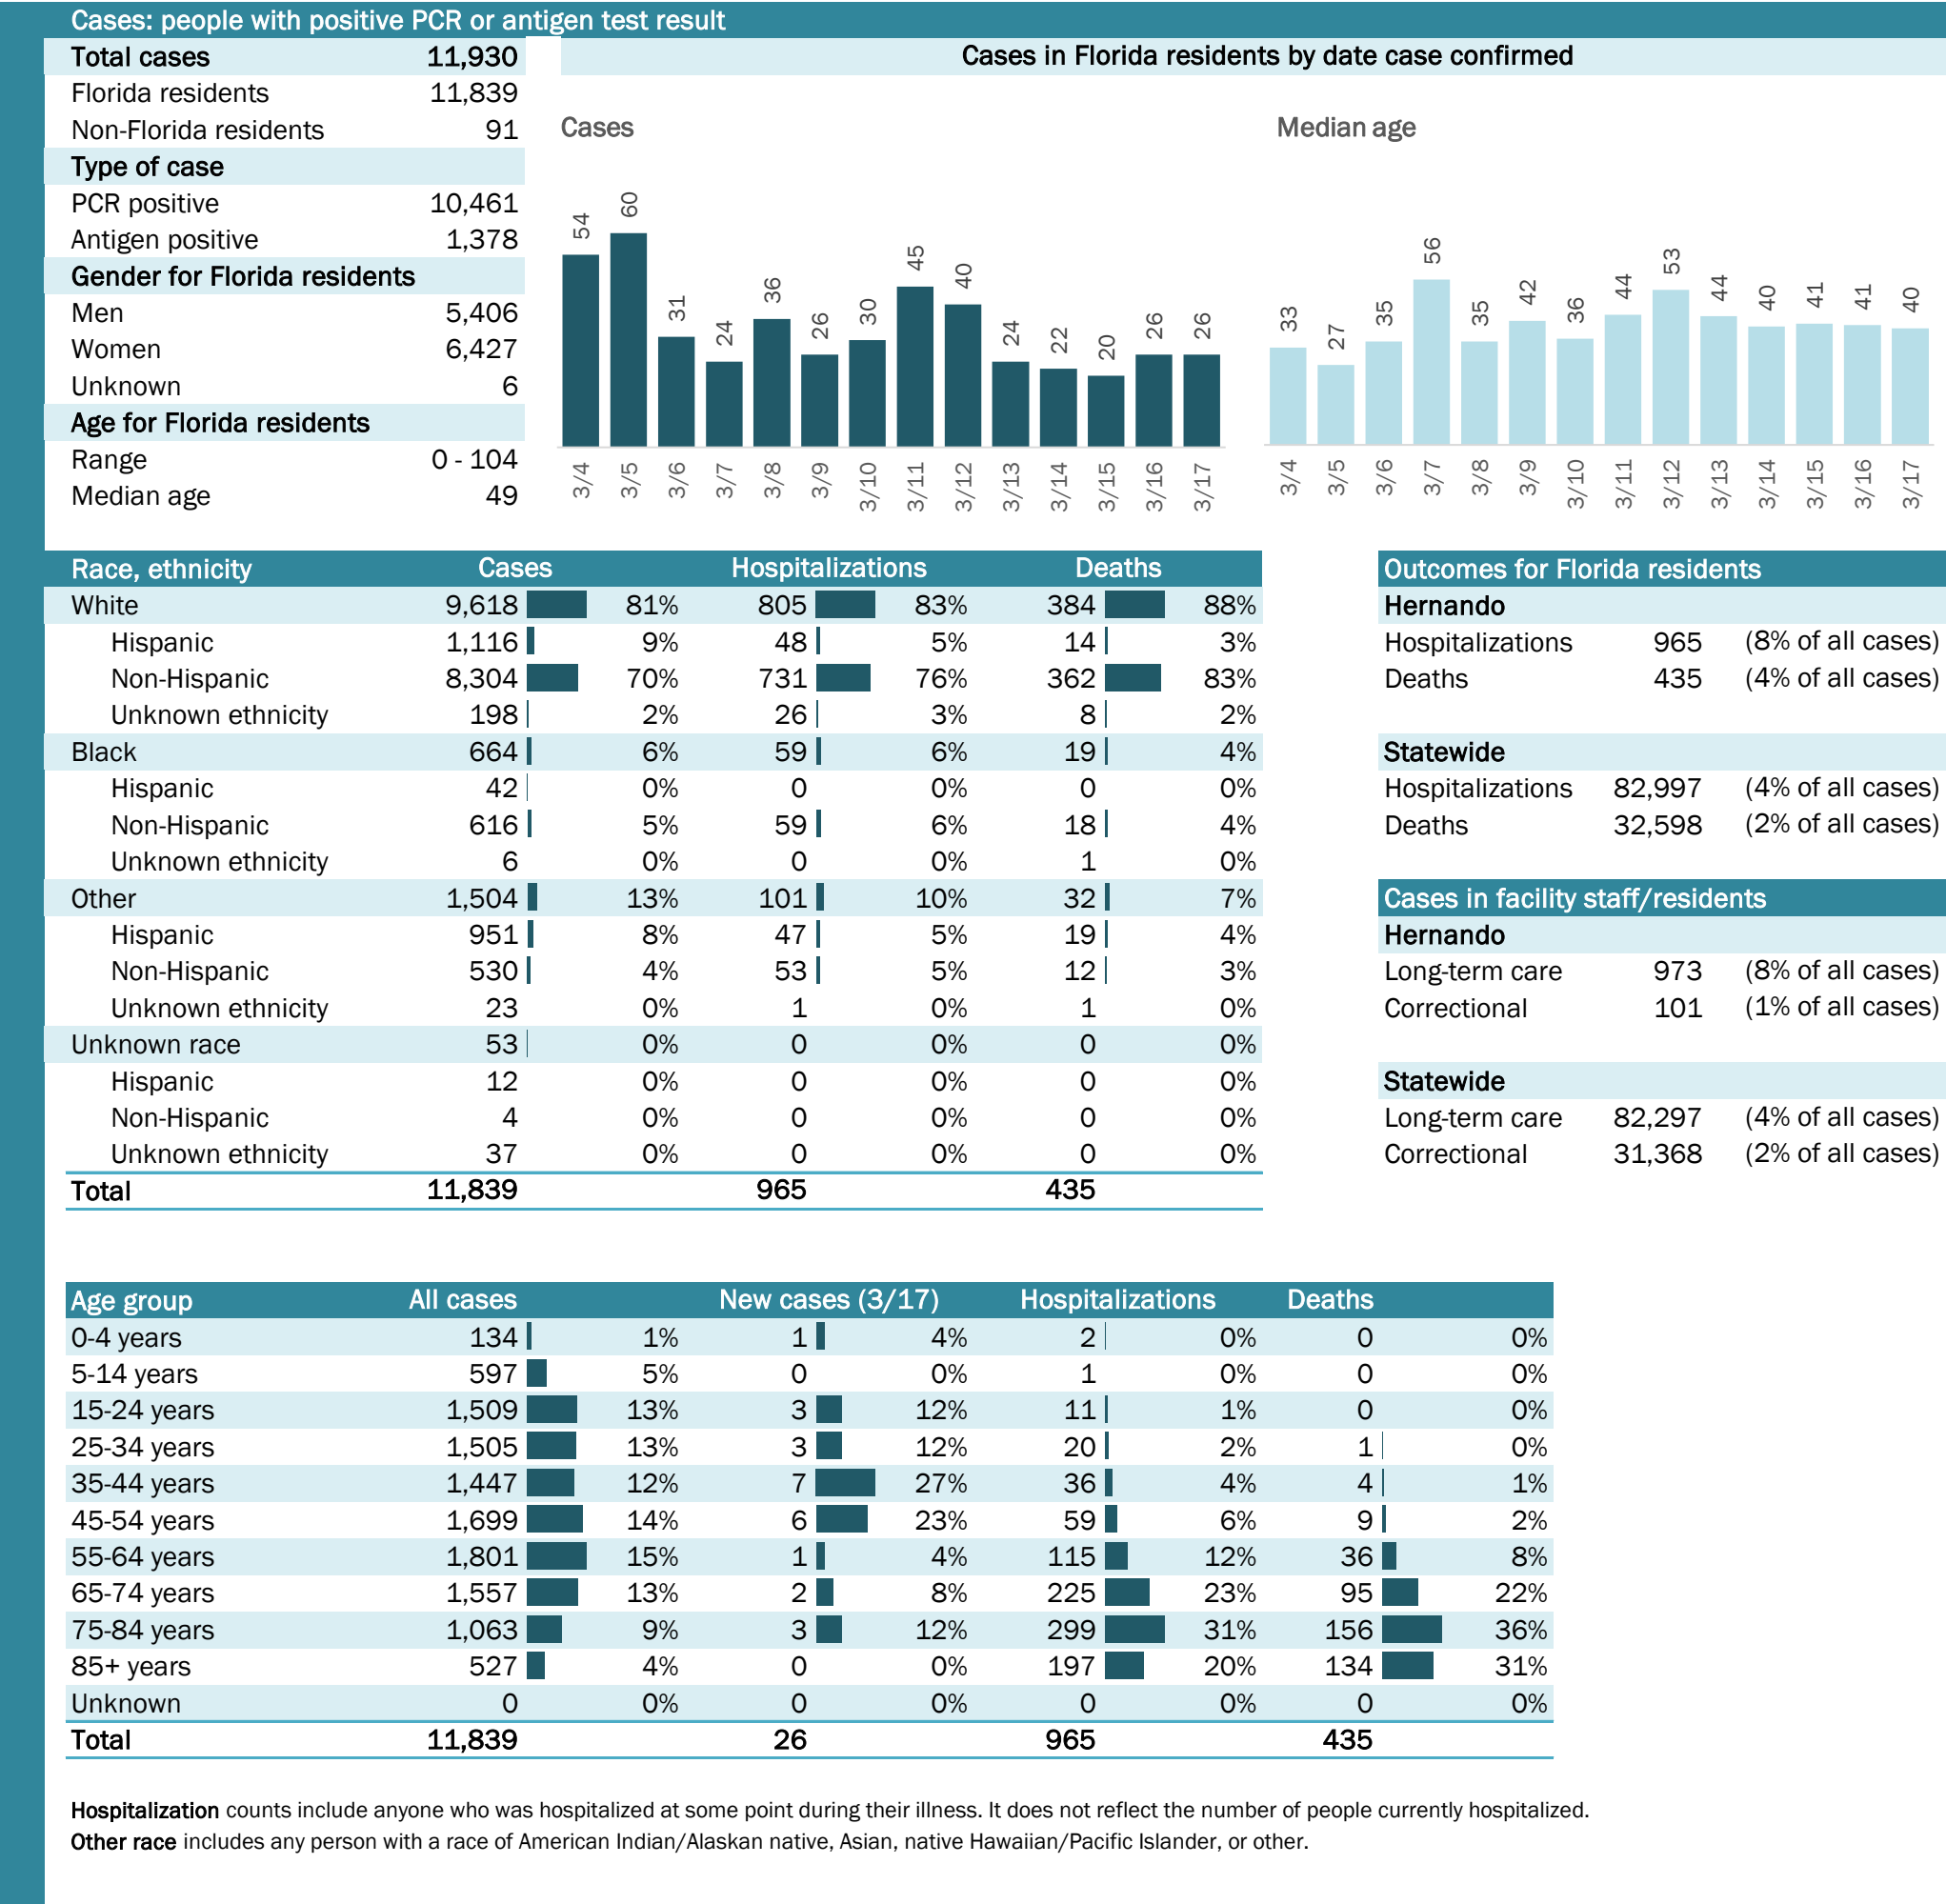 Cases: people with positive PCR or antigen test result
Total cases 11,930
Florida residents 11,839
Non-Florida residents 91
Type of case
PCR positive 10,461
Antigen positive 1,378
Gender for Florida residents
Men 5,406
Women 6,427
Unknown 6
Age for Florida residents
Range 0 - 104
Median age 49
Cases in Florida residents by date case confirmed
Cases
54 60 31 24 36 26 30 45 40 24 22 20 26 26
3/4 3/5 3/6 3/7 3/8 3/9 3/10 3/11 3/12 3/13 3/14 3/15 3/16 3/17
Median age
33 27 35 56 35 42 36 44 53 44 40 41 41 40
3/4 3/5 3/6 3/7 3/8 3/9 3/10 3/11 3/12 3/13 3/14 3/15 3/16 3/17
Race, ethnicity Cases Hospitalizations Deaths
White 9,618 81% 805 83% 384 88%
Hispanic 1,116 9% 48 5% 14 3%
Non-Hispanic 8,304 70% 731 76% 362 83%
Unknown ethnicity 198 2% 26 3% 8 2%
Black 664 6% 59 6% 19 4%
Hispanic 42 0% 0 0% 0 0%
Non-Hispanic 616 5% 59 6% 18 4%
Unknown ethnicity 6 0% 0 0% 1 0%
Other 1,504 13% 101 10% 32 7%
Hispanic 951 8% 47 5% 19 4%
Non-Hispanic 530 4% 53 5% 12 3%
Unknown ethnicity 23 0% 1 0% 1 0%
Unknown race 53 0% 0 0% 0 0%
Hispanic 12 0% 0 0% 0 0%
Non-Hispanic 4 0% 0 0% 0 0%
Unknown ethnicity 37 0% 0 0% 0 0%
Total 11,839 965 435
Outcomes for Florida residents
Hernando
Hospitalizations 965 (8% of all cases)
Deaths 435 (4% of all cases)
Statewide
Hospitalizations 82,997 (4% of all cases)
Deaths 32,598 (2% of all cases)
Cases in facility staff/residents
Hernando
Long-term care 973 (8% of all cases)
Correctional 101 (1% of all cases)
Statewide
Long-term care 82,297 (4% of all cases)
Correctional 31,368 (2% of all cases)
Age group All cases New cases (3/17) Hospitalizations Deaths
0-4 years 134 1% 1 4% 2 0% 0 0%
5-14 years 597 5% 0 0% 1 0% 0 0%
15-24 years 1,509 13% 3 12% 11 1% 0 0%
25-34 years 1,505 13% 3 12% 20 2% 1 0%
35-44 years 1,447 12% 7 27% 36 4% 4 1%
45-54 years 1,699 14% 6 23% 59 6% 9 2%
55-64 years 1,801 15% 1 4% 115 12% 36 8%
65-74 years 1,557 13% 2 8% 225 23% 95 22%
75-84 years 1,063 9% 3 12% 299 31% 156 36%
85+ years 527 4% 0 0% 197 20% 134 31%
Unknown 0 0% 0 0% 0 0% 0 0%
Total 11,839 26 965 435
Hospitalization counts include anyone who was hospitalized at some point during their illness. It does not reflect the number of people currently hospitalized.
Other race includes any person with a race of American Indian/Alaskan native, Asian, native Hawaiian/Pacific Islander, or other.